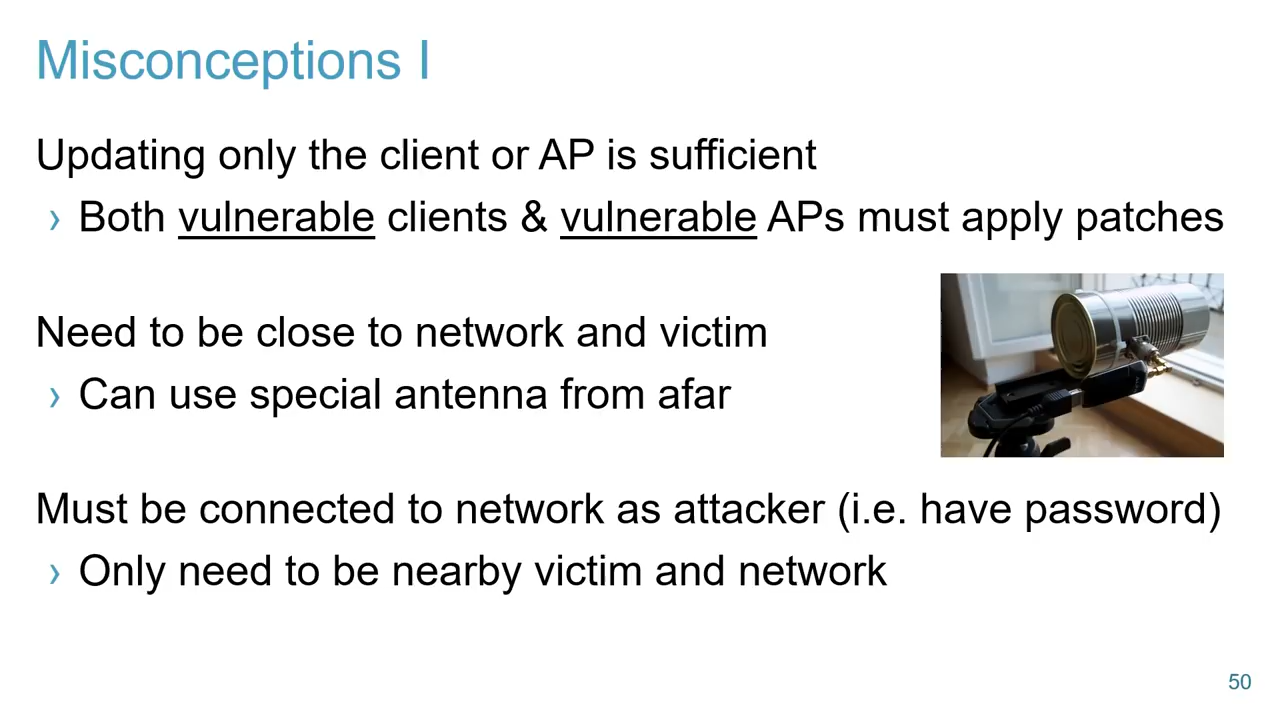 Misconceptions I
Updating only the client or AP is sufficient
› Both vulnerable clients & vulnerable APs must apply patches
Need to be close to network and victim
› Can use special antenna from afar
Must be connected to network as attacker (i.e. have password)
› Only need to be nearby victim and network
50